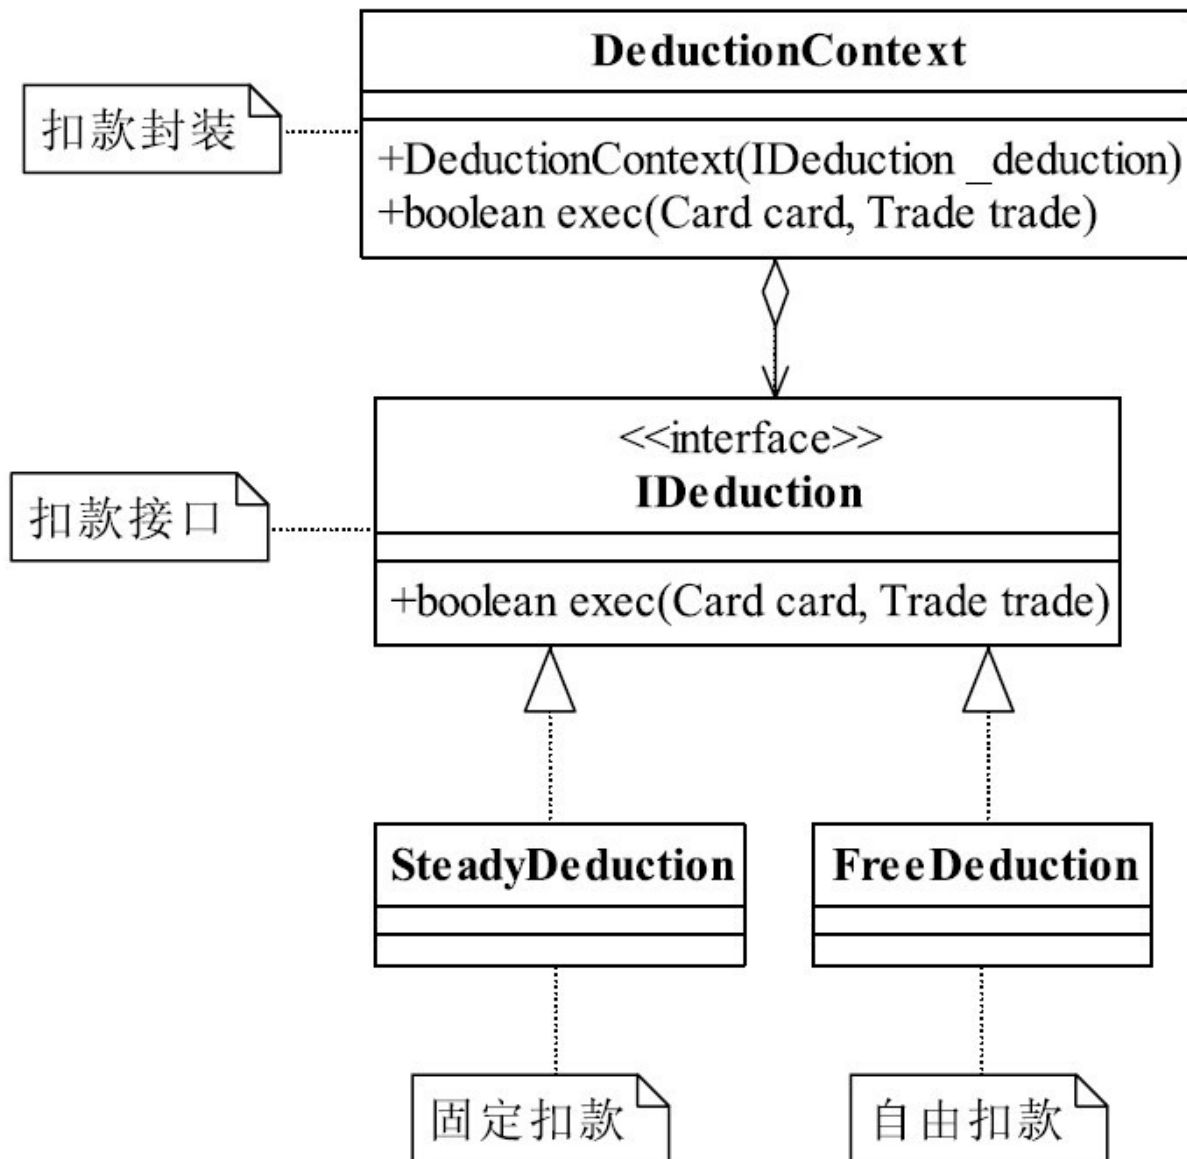 DeductionContext
扣款封装
+DeductionContext(IDeduction _deduction)
+boolean exec(Card card, Trade trade)
<<interface>>
IDeduction
扣款接口
+boolean exec(Card card, Trade trade)
SteadyDeduction
FreeDeduction
固定扣款
自由扣款